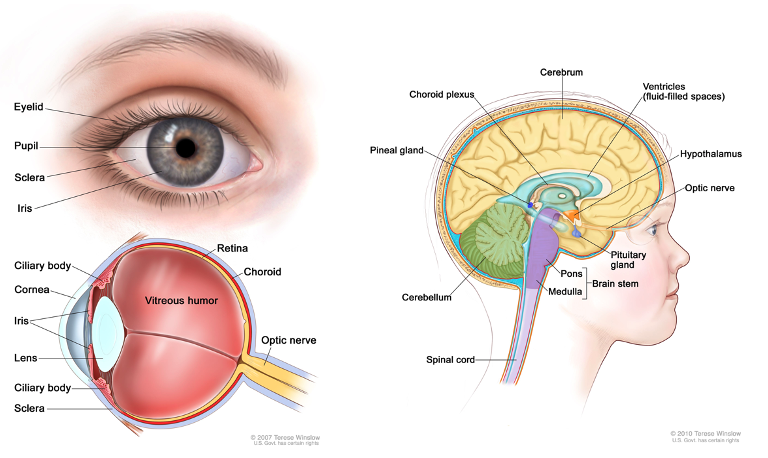 Eyelid
Pupil
Sclera
Iris
Retina
Choroid
Ciliary body
Cornea
Vitreous humor
Iris
Optic nerve
Lens
Ciliary body
Sclera
© 2007 Terese Winslow
U.S. Govt. has certain rights
Cerebrum
Choroid plexus
Ventricles
(fluid-filled spaces)
Pineal gland
Hypothalamus
Optic nerve
Pituitary
gland
Pons
Brain stem
Medulla
Cerebellum
Spinal cord
© 2010 Terese Winslow
U.S. Govt. has certain rights